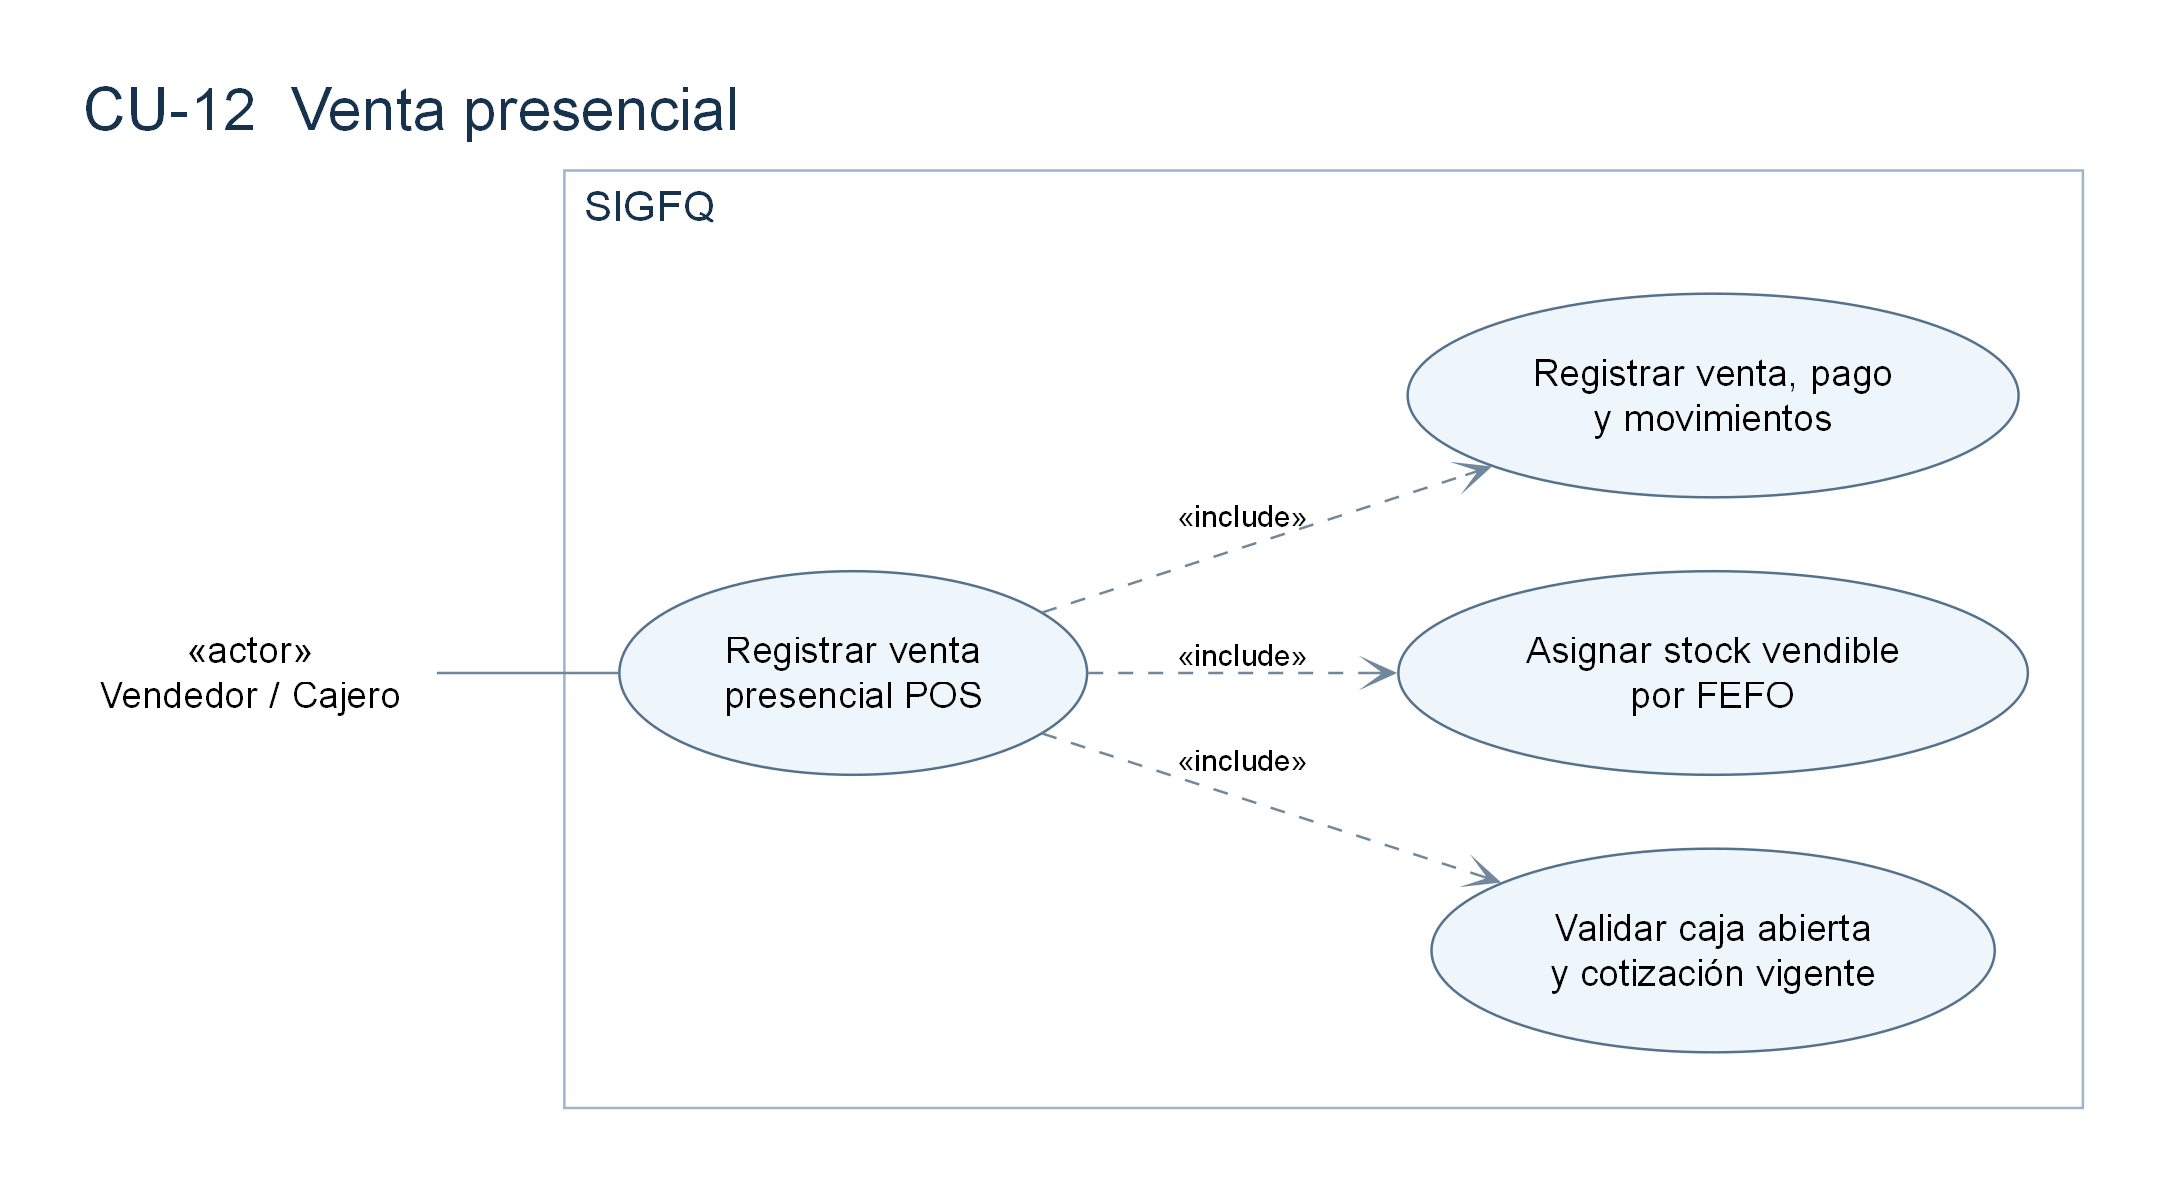 CU-12  Venta presencial
SIGFQ
Registrar venta, pago
y movimientos
«include»
«actor»
Vendedor / Cajero
Registrar venta
presencial POS
«include»
Asignar stock vendible
por FEFO
«include»
Validar caja abierta
y cotización vigente